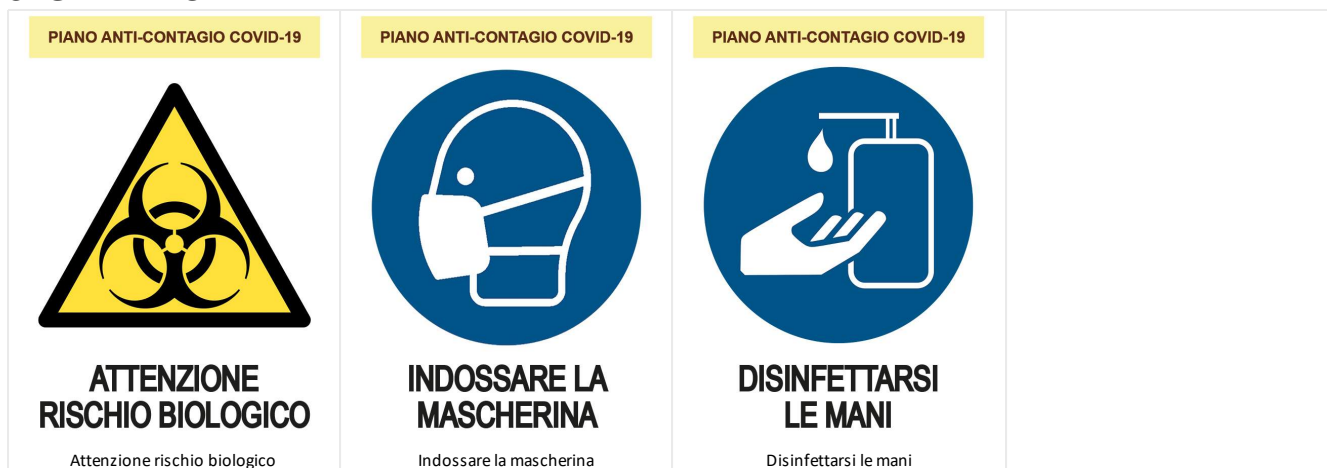 PIANO ANTI-CONTAGIO COVID-19
ATTENZIONE
RISCHIO BIOLOGICO
Attenzione rischio biologico
PIANO ANTI-CONTAGIO COVID-19
INDOSSARE LA
MASCHERINA
Indossare la mascherina
PIANO ANTI-CONTAGIO COVID-19
DISINFETTARSI
LE MANI
Disinfettarsi le mani